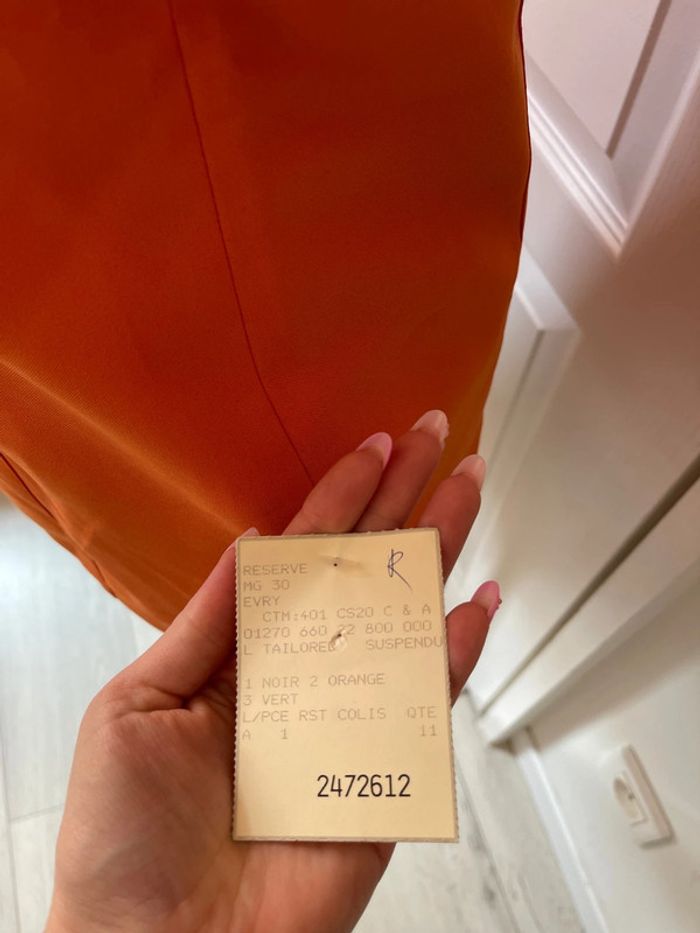 RESERVE
R
MG 30
EVRY
CTM:401 CS20 C & A
01270 660 22 800 000
L TAILORED SUSPENDU
1 NOIR 2 ORANGE
3 VERT
L/PCE RST COLIS QTE
A 1 11
2472612